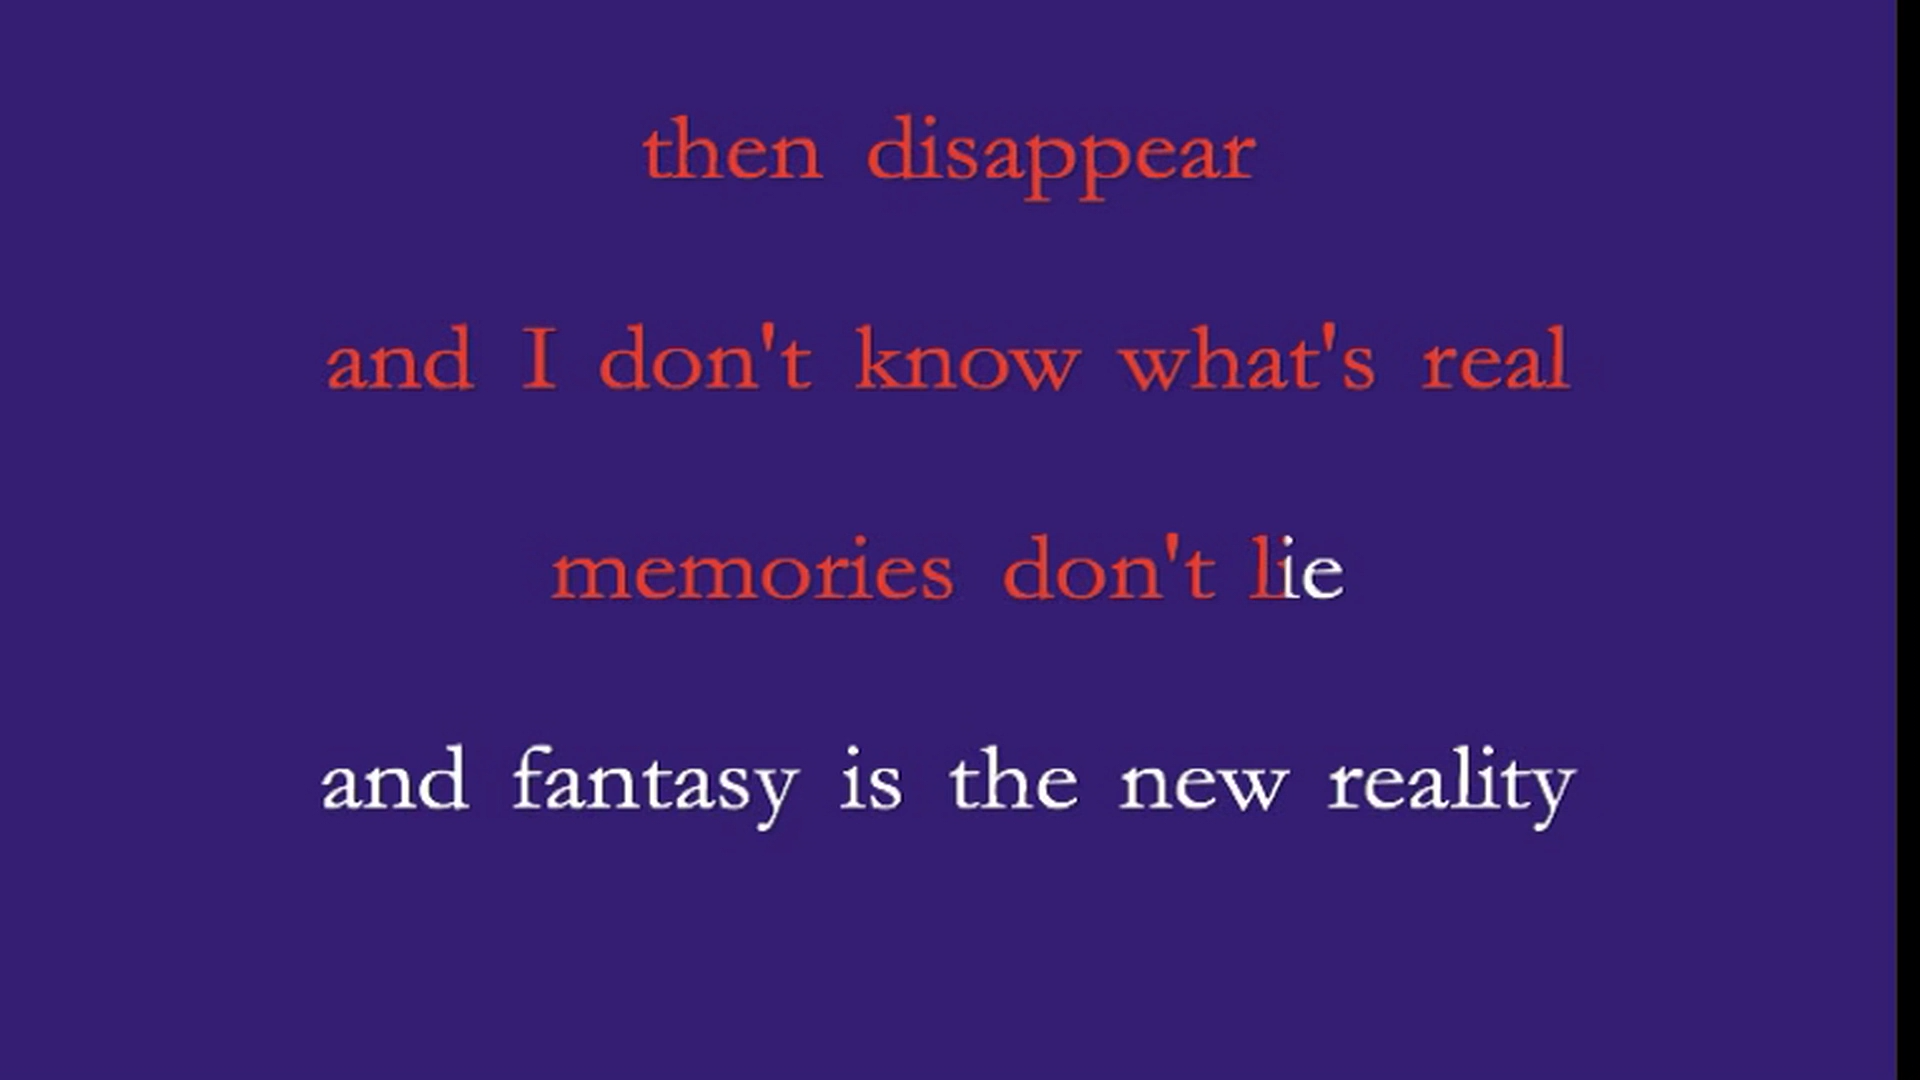 then disappear
and I don't know what's real
memories don't lie
and fantasy is the new reality